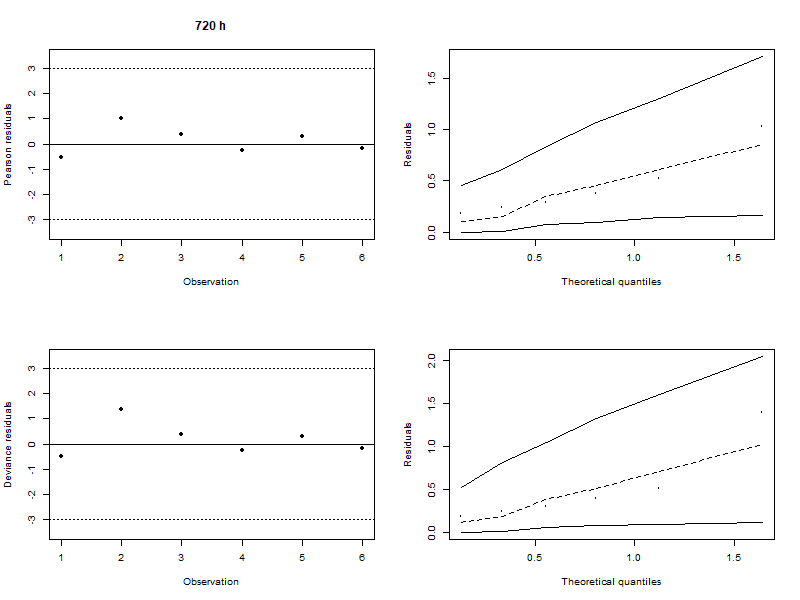 720 h
Pearson residuals
3
2
1
0
-1
-2
-3
1 2 3 4 5 6
Observation
Residuals
1.5
1.0
0.5
0.0
0.5 1.0 1.5
Theoretical quantiles
Deviance residuals
3
2
1
0
-1
-2
-3
1 2 3 4 5 6
Observation
Residuals
2.0
1.5
1.0
0.5
0.0
0.5 1.0 1.5
Theoretical quantiles